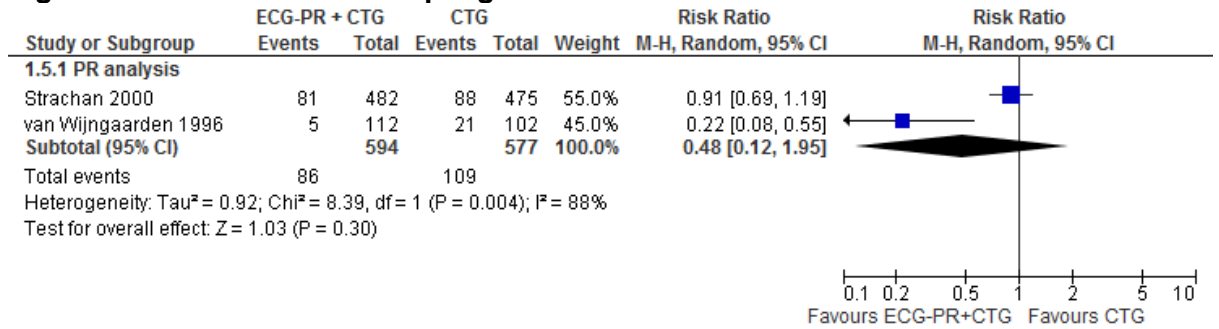 ECG-PR + CTG CTG Risk Ratio Risk Ratio
Study or Subgroup Events Total Events Total Weight M-H, Random, 95% CI M-H, Random, 95% CI
1.5.1 PR analysis
Strachan 2000 81 482 88 475 55.0% 0.91 [0.69, 1.19]
van Wijngaarden 1996 5 112 21 102 45.0% 0.22 [0.08, 0.55]
Subtotal (95% CI) 594 577 100.0% 0.48 [0.12, 1.95]
Total events 86 109
Heterogeneity: Tau² = 0.92; Chi² = 8.39, df = 1 (P = 0.004); I² = 88%
Test for overall effect: Z = 1.03 (P = 0.30)
0.1 0.2 0.5 1 2 5 10
Favours ECG-PR+CTG Favours CTG